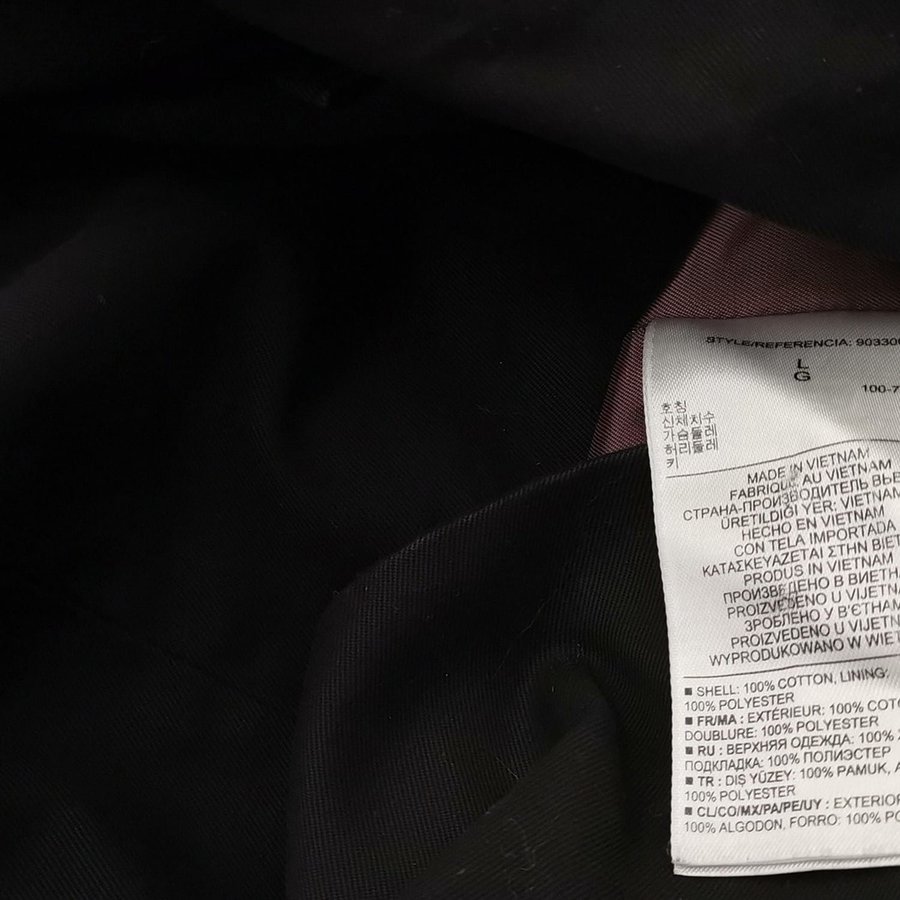 STYLE/REFERENCIA: 90330
L
G
100-7
호칭
신체치수
가슴둘레
허리둘레
키
MADE IN VIETNAM
FABRIQUÉ AU VIETNAM
СТРАНА-ПРОИЗВОДИТЕЛЬ ВЬЕ
ÜRETILDIĞI YER: VIETNAM
HECHO EN VIETNAM
CON TELA IMPORTADA
ΚΑΤΑΣΚΕΥΑΖΕΤΑΙ ΣΤΗΝ ΒΙΕΤ
PRODUS IN VIETNAM
ПРОИЗВЕДЕНО В ВИЕТНА
PROIZVEDENO U VIJETNA
ЗРОБЛЕНО У В'ЄТНАМ
PROIZVEDENO U VIJETN
WYPRODUKOWANO W WIET
■ SHELL: 100% COTTON, LINING:
100% POLYESTER
■ FR/MA : EXTÉRIEUR: 100% COTO
DOUBLURE: 100% POLYESTER
■ RU : ВЕРХНЯЯ ОДЕЖДА: 100%
ПОДКЛАДКА: 100% ПОЛИЭСТЕР
■ TR : DIŞ YÜZEY: 100% PAMUK, A
100% POLYESTER
■ CL/CO/MX/PA/PE/UY : EXTERIOR
100% ALGODON, FORRO: 100% PO